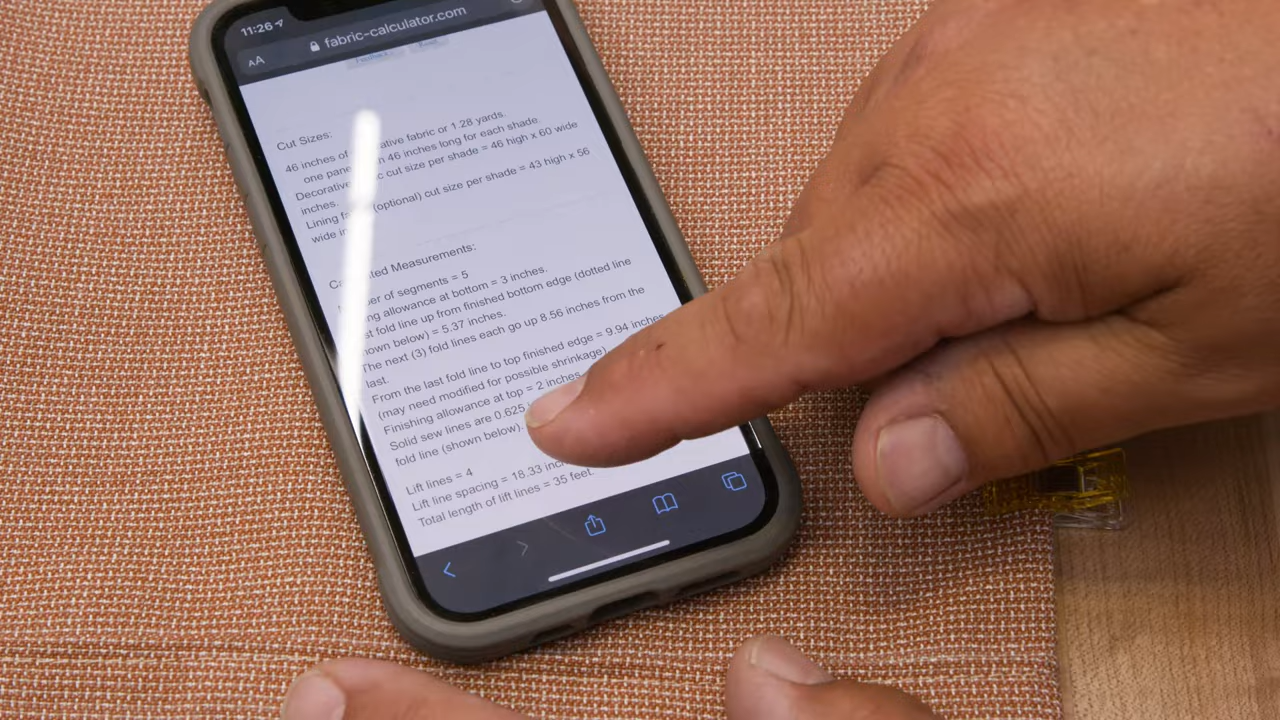 11:26
AA fabric-calculator.com
Feedback
Cut Sizes:
46 inches of ative fabric or 1.28 yards.
one pane 46 inches long for each shade.
Decorative cut size per shade = 46 high x 60 wide
inches.
Lining fa (optional) cut size per shade = 43 high x 56
wide in
Co ted Measurements:
er of segments = 5
ng allowance at bottom = 3 inches.
st fold line up from finished bottom edge (dotted line
hown below) = 5.37 inches.
The next (3) fold lines each go up 8.56 inches from the
last.
From the last fold line to top finished edge = 9.94 inches
(may need modified for possible shrinkage)
Finishing allowance at top = 2 inches
Solid sew lines are 0.625
fold line (shown below).
Lift lines = 4
Lift line spacing = 18.33 inc
Total length of lift lines = 35 feet.